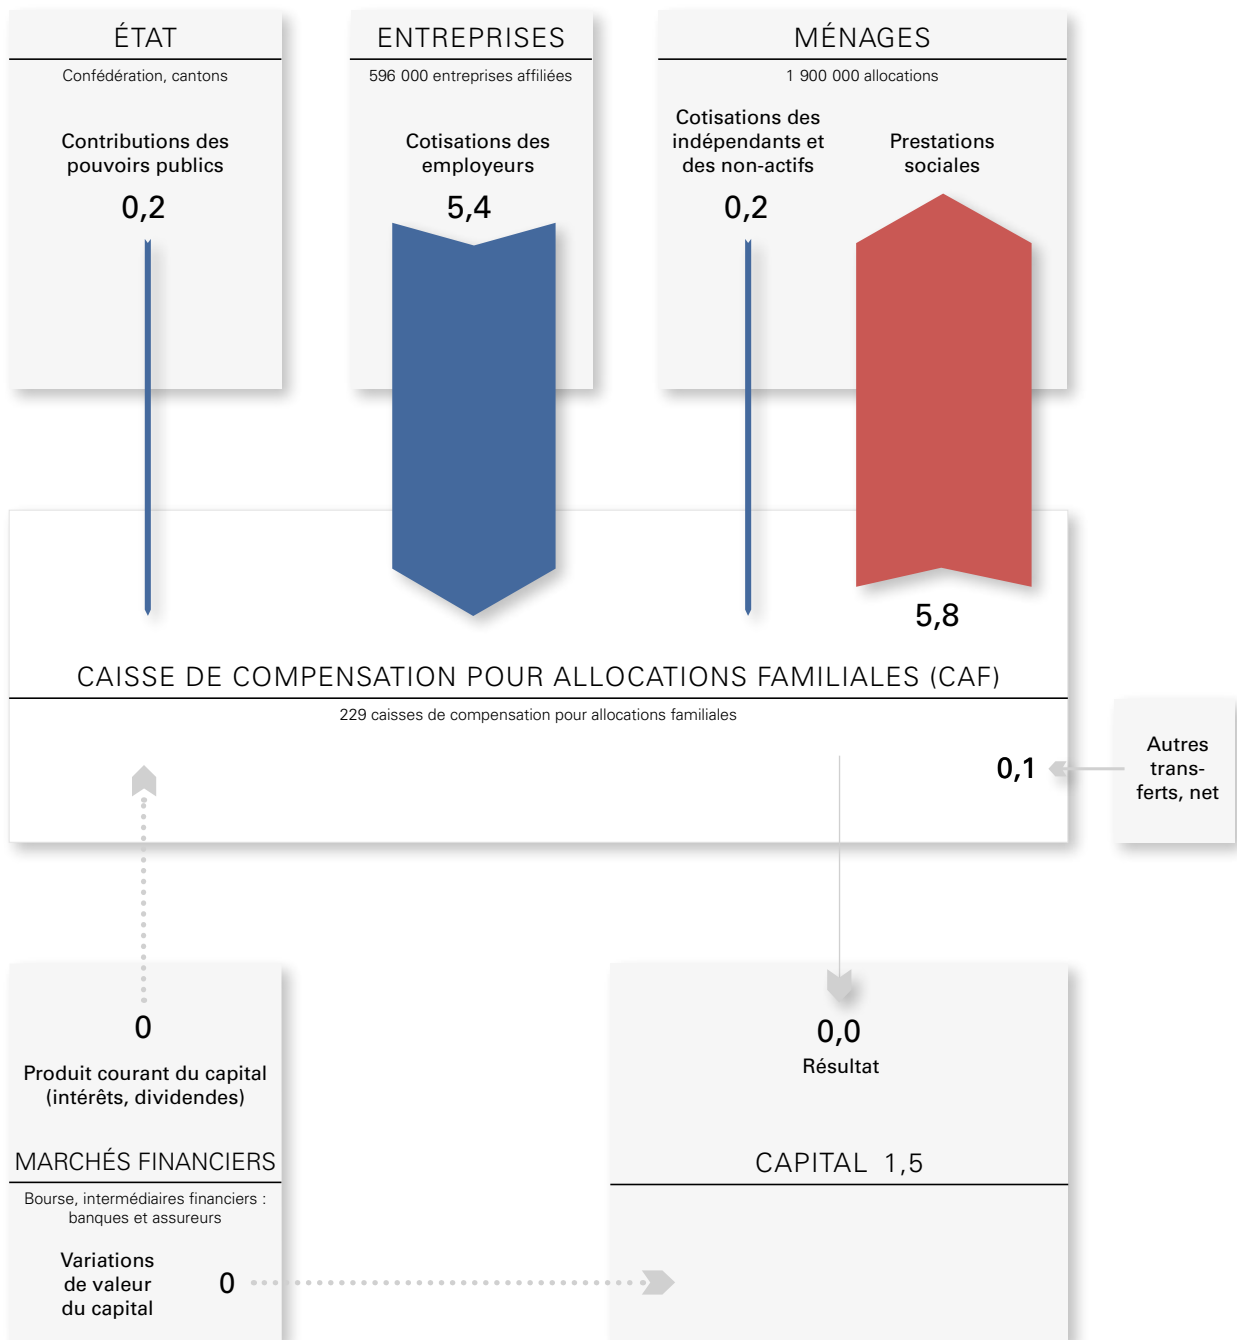 ÉTAT
Confédération, cantons
Contributions des
pouvoirs publics
0,2
ENTREPRISES
596 000 entreprises affiliées
Cotisations des
employeurs
5,4
MÉNAGES
1 900 000 allocations
Cotisations des
indépendants et
des non-actifs
0,2
Prestations
sociales
5,8
CAISSE DE COMPENSATION POUR ALLOCATIONS FAMILIALES (CAF)
229 caisses de compensation pour allocations familiales
0,1
Autres
trans-
ferts, net
0
Produit courant du capital
(intérêts, dividendes)
MARCHÉS FINANCIERS
Bourse, intermédiaires financiers :
banques et assureurs
Variations
de valeur
du capital
0
0,0
Résultat
CAPITAL 1,5